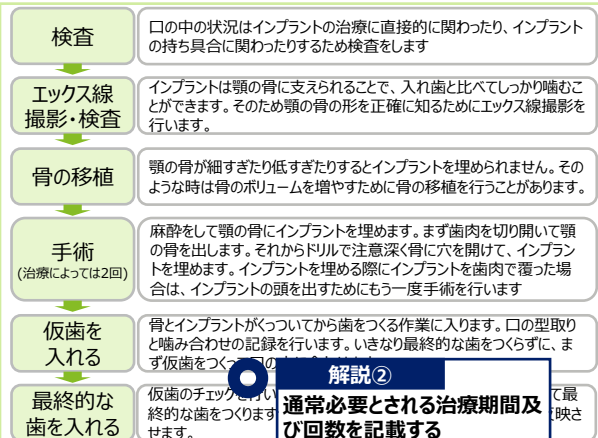 検査
口の中の状況はインプラントの治療に直接的に関わったり、インプラント
の持ち具合に関わったりするため検査をします
エックス線
撮影・検査
インプラントは顎の骨に支えられることで、入れ歯と比べてしっかり噛むこ
とができます。そのため顎の骨の形を正確に知るためにエックス線撮影を
行います。
骨の移植
顎の骨が細すぎたり低すぎたりするとインプラントを埋められません。その
ような時は骨のボリュームを増やすために骨の移植を行うことがあります。
手術
(治療によっては2回)
麻酔をして顎の骨にインプラントを埋めます。まず歯肉を切り開いて顎
の骨を出します。それからドリルで注意深く骨に穴を開けて、インプラン
トを埋めます。インプラントを埋める際にインプラントを歯肉で覆った場
合は、インプラントの頭を出すためにもう一度手術を行います
仮歯を
入れる
骨とインプラントがくっついてから歯をつくる作業に入ります。口の型取り
と噛み合わせの記録を行います。いきなり最終的な歯をつくらずに、ま
ず仮歯をつくって口の
最終的な
歯を入れる
仮歯のチェックを行い て最
終的な歯をつくります 映さ
せます。
解説②
通常必要とされる治療期間及
び回数を記載する